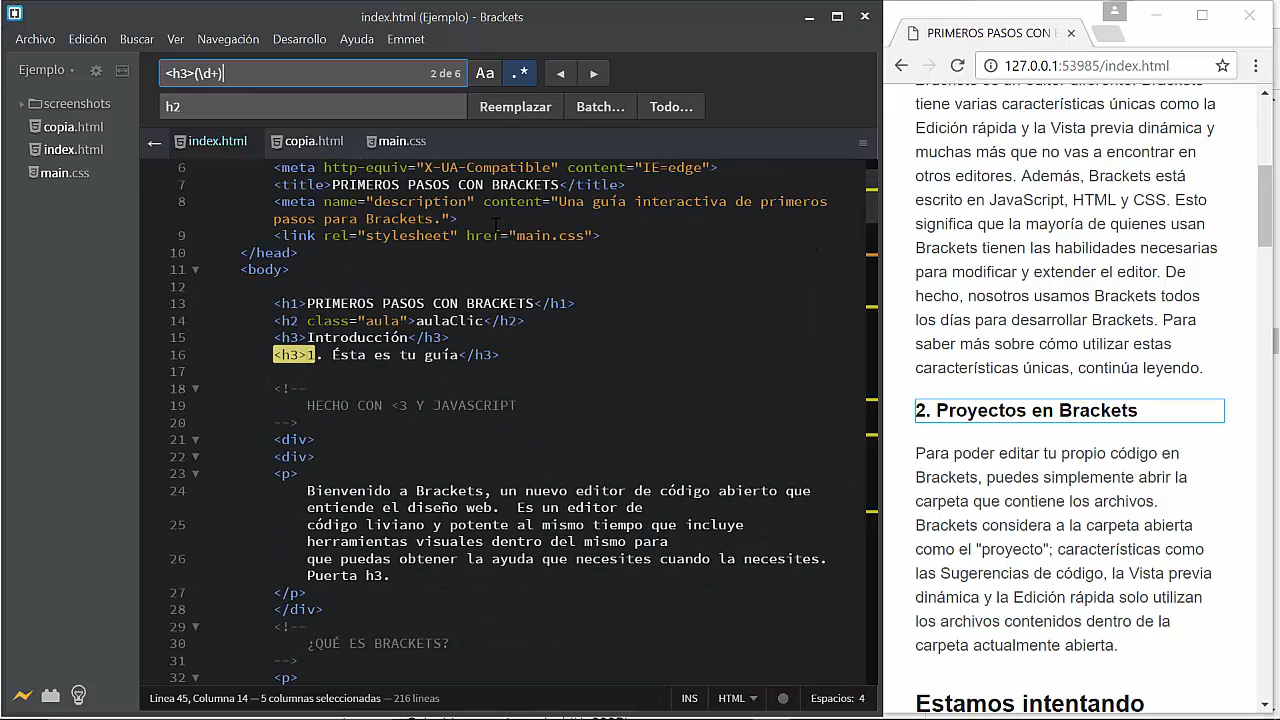 index.html (Ejemplo) - Brackets
Archivo Edición Buscar Ver Navegación Desarrollo Ayuda Emmet
Ejemplo
screenshots
copia.html
index.html
main.css
<h3>(\d+) 2 de 6 Aa .*
h2 Reemplazar Batch... Todo...
index.html copia.html main.css
6 <meta http-equiv="X-UA-Compatible" content="IE=edge">
7 <title>PRIMEROS PASOS CON BRACKETS</title>
8 <meta name="description" content="Una guía interactiva de primeros
pasos para Brackets.">
9 <link rel="stylesheet" href="main.css">
10 </head>
11 <body>
12
13 <h1>PRIMEROS PASOS CON BRACKETS</h1>
14 <h2 class="aula">aulaClic</h2>
15 <h3>Introducción</h3>
16 <h3>1. Ésta es tu guía</h3>
17
18 <!--
19 HECHO CON <3 Y JAVASCRIPT
20 -->
21 <div>
22 <div>
23 <p>
24 Bienvenido a Brackets, un nuevo editor de código abierto que
entiende el diseño web. Es un editor de
25 código liviano y potente al mismo tiempo que incluye
herramientas visuales dentro del mismo para
26 que puedas obtener la ayuda que necesites cuando la necesites.
Puerta h3.
27 </p>
28 </div>
29 <!--
30 ¿QUÉ ES BRACKETS?
31 -->
32 <p>
Línea 45, Columna 14 — 5 columnas seleccionadas — 216 líneas INS HTML Espacios: 4
PRIMEROS PASOS CON
127.0.0.1:53985/index.html
Brackets es un editor diferente. Brackets
tiene varias características únicas como la
Edición rápida y la Vista previa dinámica y
muchas más que no vas a encontrar en
otros editores. Además, Brackets está
escrito en JavaScript, HTML y CSS. Esto
significa que la mayoría de quienes usan
Brackets tienen las habilidades necesarias
para modificar y extender el editor. De
hecho, nosotros usamos Brackets todos
los días para desarrollar Brackets. Para
saber más sobre cómo utilizar estas
características únicas, continúa leyendo.
2. Proyectos en Brackets
Para poder editar tu propio código en
Brackets, puedes simplemente abrir la
carpeta que contiene los archivos.
Brackets considera a la carpeta abierta
como el "proyecto"; características como
las Sugerencias de código, la Vista previa
dinámica y la Edición rápida solo utilizan
los archivos contenidos dentro de la
carpeta actualmente abierta.
Estamos intentando